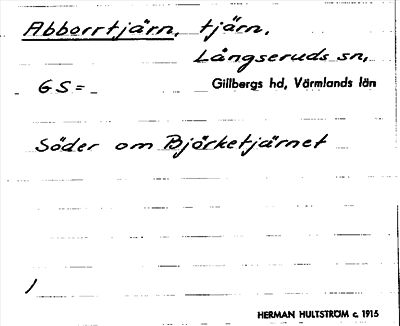 Abborrtjärn, tjärn,
Långseruds sn,
GS= Gillbergs hd, Värmlands län
Söder om Björketjärnet
1
HERMAN HULTSTRÖM c. 1915